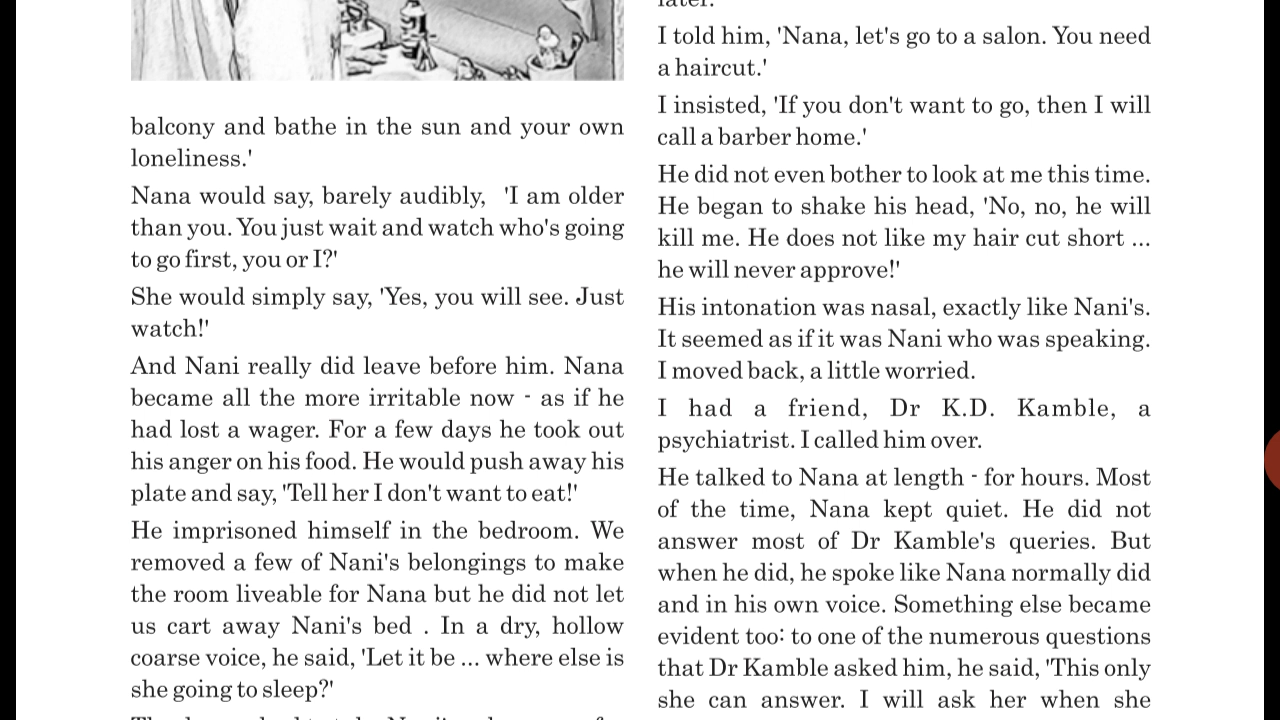 balcony and bathe in the sun and your own
loneliness.'
Nana would say, barely audibly, 'I am older
than you. You just wait and watch who's going
to go first, you or I?'
She would simply say, 'Yes, you will see. Just
watch!'
And Nani really did leave before him. Nana
became all the more irritable now - as if he
had lost a wager. For a few days he took out
his anger on his food. He would push away his
plate and say, 'Tell her I don't want to eat!'
He imprisoned himself in the bedroom. We
removed a few of Nani's belongings to make
the room liveable for Nana but he did not let
us cart away Nani's bed . In a dry, hollow
coarse voice, he said, 'Let it be ... where else is
she going to sleep?'
later.
I told him, 'Nana, let's go to a salon. You need
a haircut.'
I insisted, 'If you don't want to go, then I will
call a barber home.'
He did not even bother to look at me this time.
He began to shake his head, 'No, no, he will
kill me. He does not like my hair cut short ...
he will never approve!'
His intonation was nasal, exactly like Nani's.
It seemed as if it was Nani who was speaking.
I moved back, a little worried.
I had a friend, Dr K.D. Kamble, a
psychiatrist. I called him over.
He talked to Nana at length - for hours. Most
of the time, Nana kept quiet. He did not
answer most of Dr Kamble's queries. But
when he did, he spoke like Nana normally did
and in his own voice. Something else became
evident too: to one of the numerous questions
that Dr Kamble asked him, he said, 'This only
she can answer. I will ask her when she